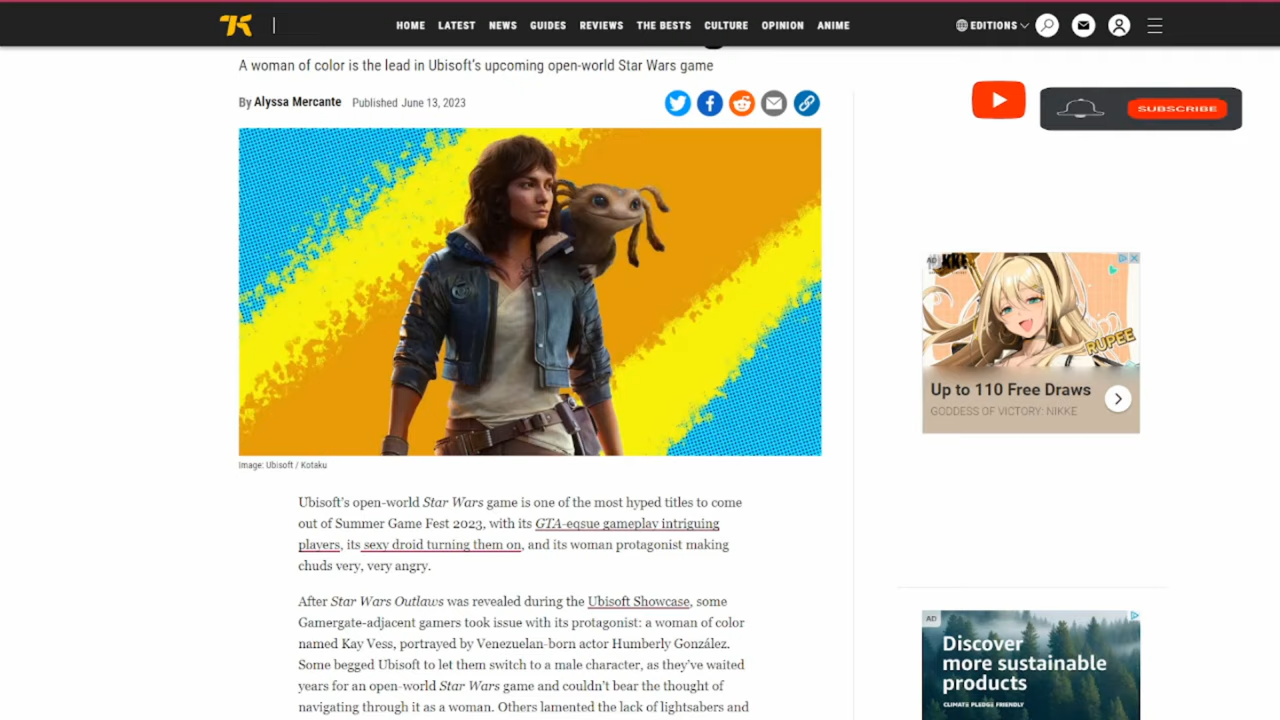 HOME LATEST NEWS GUIDES REVIEWS THE BESTS CULTURE OPINION ANIME EDITIONS
A woman of color is the lead in Ubisoft's upcoming open-world Star Wars game
By Alyssa Mercante Published June 13, 2023
SUBSCRIBE
Image: Ubisoft / Kotaku
Ubisoft's open-world Star Wars game is one of the most hyped titles to come
out of Summer Game Fest 2023, with its GTA-eqsue gameplay intriguing
players, its sexy droid turning them on, and its woman protagonist making
chuds very, very angry.
After Star Wars Outlaws was revealed during the Ubisoft Showcase, some
Gamergate-adjacent gamers took issue with its protagonist: a woman of color
named Kay Vess, portrayed by Venezuelan-born actor Humberly González.
Some begged Ubisoft to let them switch to a male character, as they've waited
years for an open-world Star Wars game and couldn't bear the thought of
navigating through it as a woman. Others lamented the lack of lightsabers and
AD
RUPEE
Up to 110 Free Draws
GODDESS OF VICTORY: NIKKE
AD
Discover
more sustainable
products
CLIMATE PLEDGE FRIENDLY